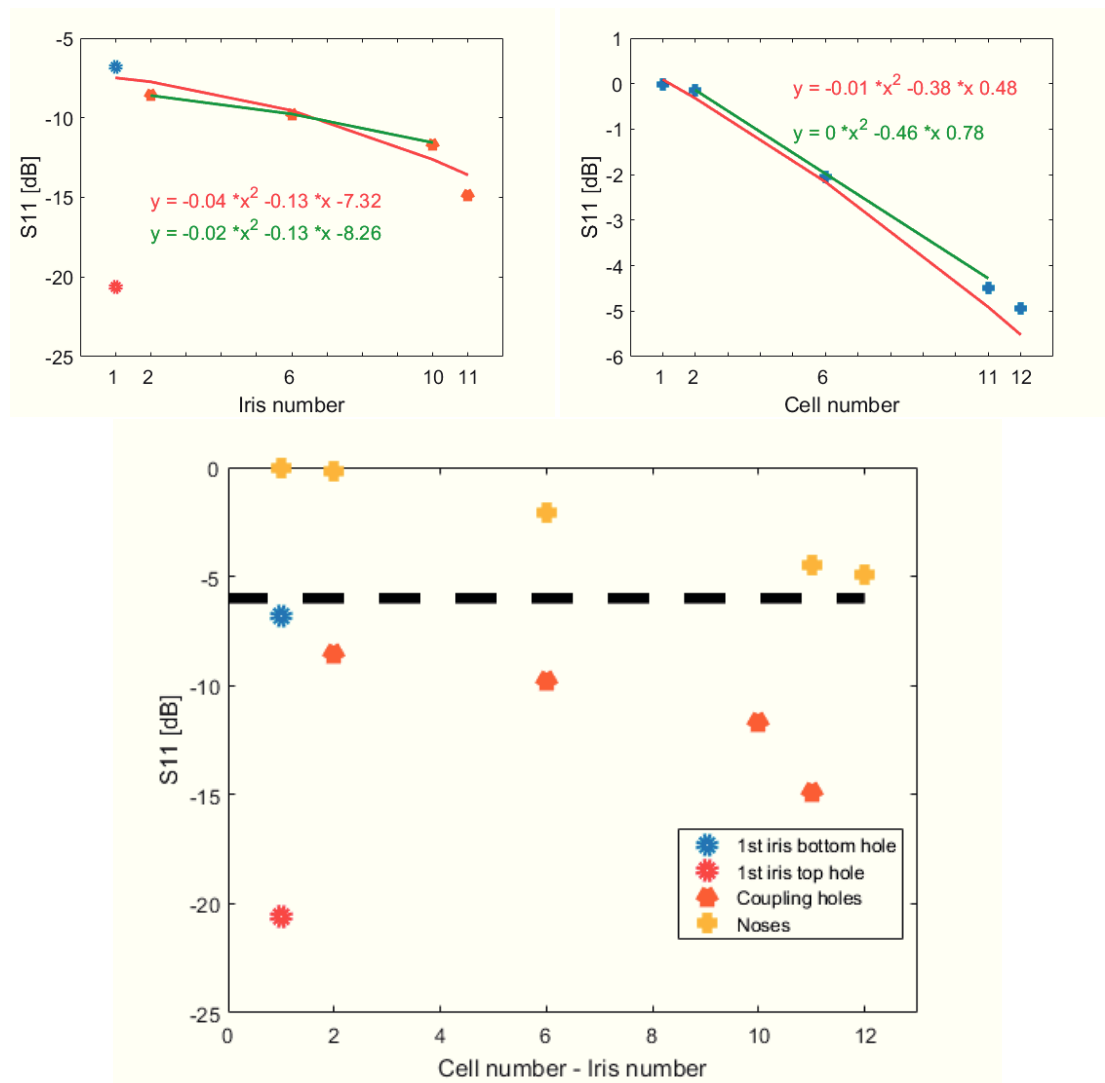 -5
-10
-15
-20
-25
S11 [dB]
y = -0.04 *x² -0.13 *x -7.32
y = -0.02 *x² -0.13 *x -8.26
1 2 6 10 11
Iris number
1
0
-1
-2
-3
-4
-5
-6
S11 [dB]
y = -0.01 *x² -0.38 *x 0.48
y = 0 *x² -0.46 *x 0.78
1 2 6 11 12
Cell number
0
-5
-10
-15
-20
-25
S11 [dB]
1st iris bottom hole
1st iris top hole
Coupling holes
Noses
0 2 4 6 8 10 12
Cell number - Iris number